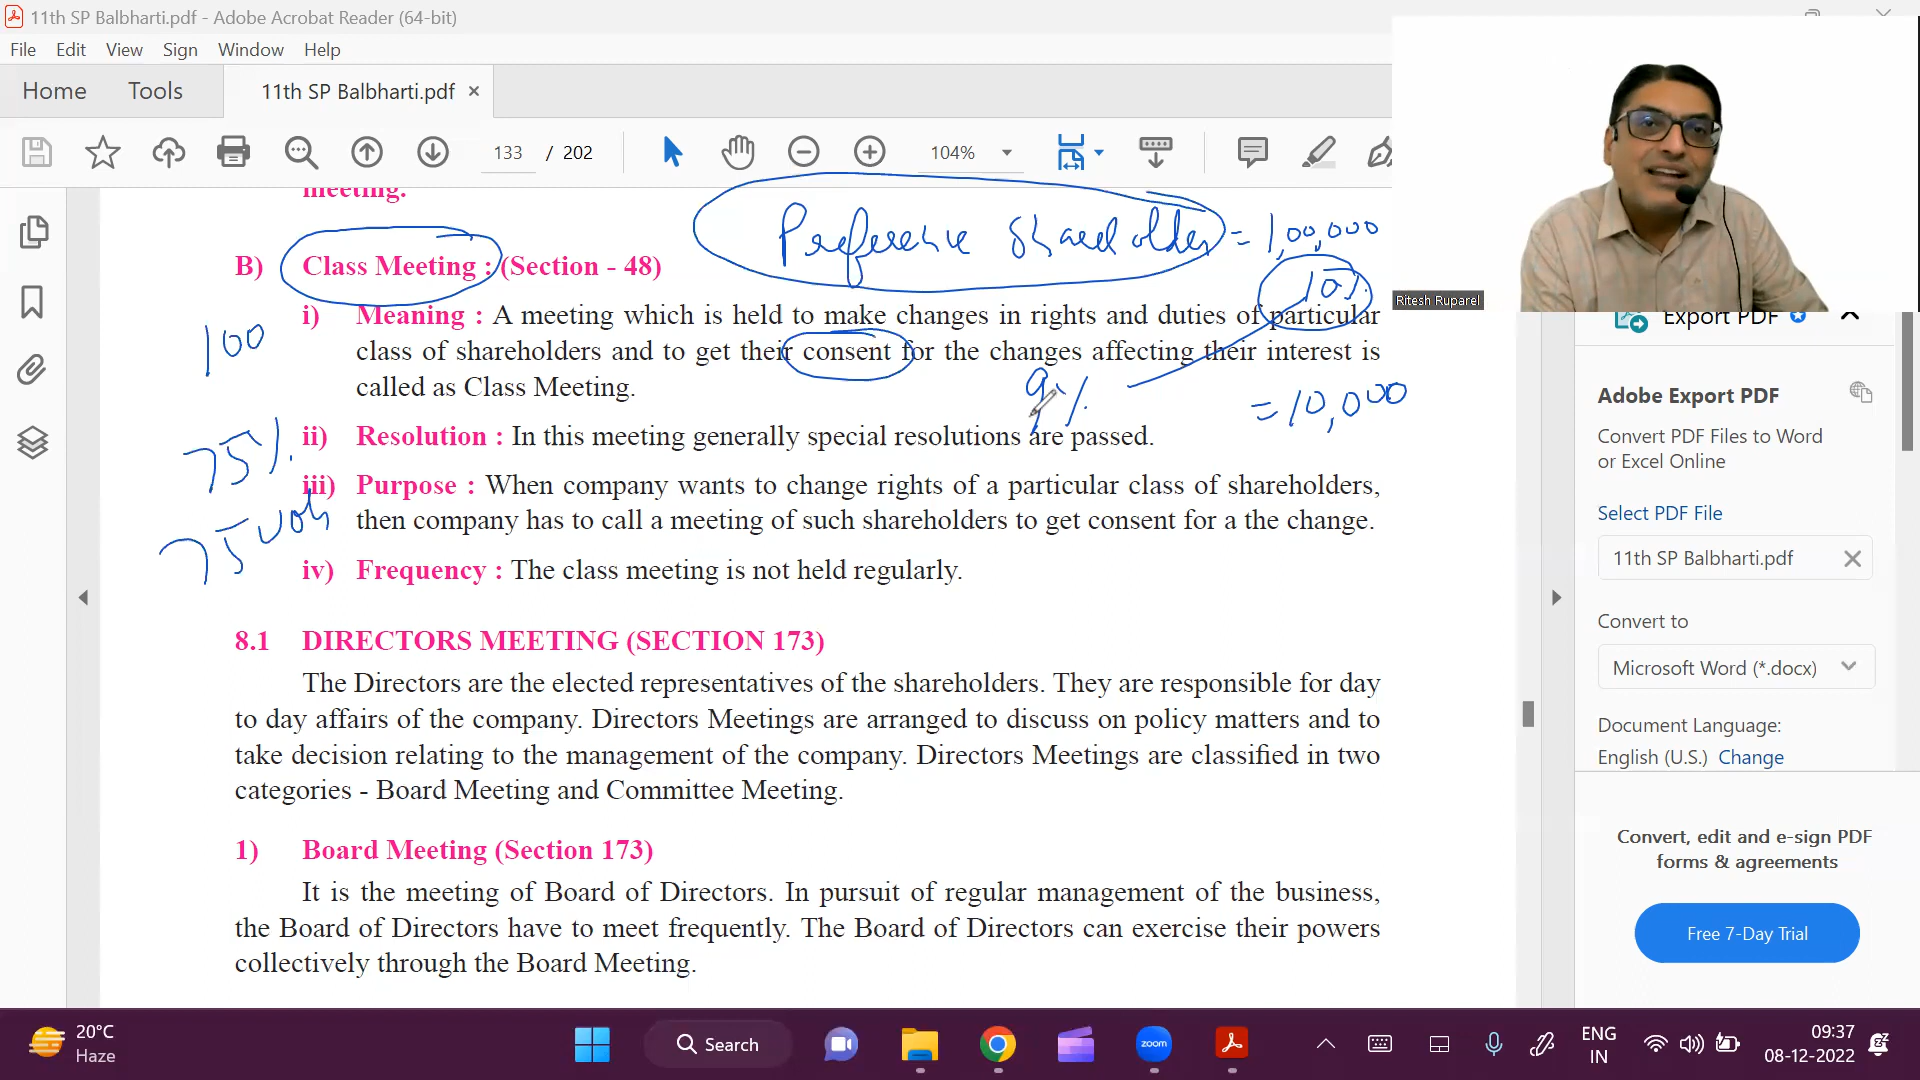 11th SP Balbharti.pdf - Adobe Acrobat Reader (64-bit)
File Edit View Sign Window Help
Home Tools 11th SP Balbharti.pdf ×
133 / 202 104%
meeting.
Preference Shareholder = 1,00,000
10%
B) Class Meeting : (Section - 48)
i) Meaning : A meeting which is held to make changes in rights and duties of particular
class of shareholders and to get their consent for the changes affecting their interest is
called as Class Meeting.
100
9%
= 10,000
ii) Resolution : In this meeting generally special resolutions are passed.
75%
iii) Purpose : When company wants to change rights of a particular class of shareholders,
then company has to call a meeting of such shareholders to get consent for a the change.
75
iv) Frequency : The class meeting is not held regularly.
8.1 DIRECTORS MEETING (SECTION 173)
The Directors are the elected representatives of the shareholders. They are responsible for day
to day affairs of the company. Directors Meetings are arranged to discuss on policy matters and to
take decision relating to the management of the company. Directors Meetings are classified in two
categories - Board Meeting and Committee Meeting.
1) Board Meeting (Section 173)
It is the meeting of Board of Directors. In pursuit of regular management of the business,
the Board of Directors have to meet frequently. The Board of Directors can exercise their powers
collectively through the Board Meeting.
Ritesh Ruparel
Export PDF
Adobe Export PDF
Convert PDF Files to Word
or Excel Online
Select PDF File
11th SP Balbharti.pdf
Convert to
Microsoft Word (*.docx)
Document Language:
English (U.S.) Change
Convert, edit and e-sign PDF
forms & agreements
Free 7-Day Trial
20°C
Haze
Search
zoom
ENG
IN
09:37
08-12-2022